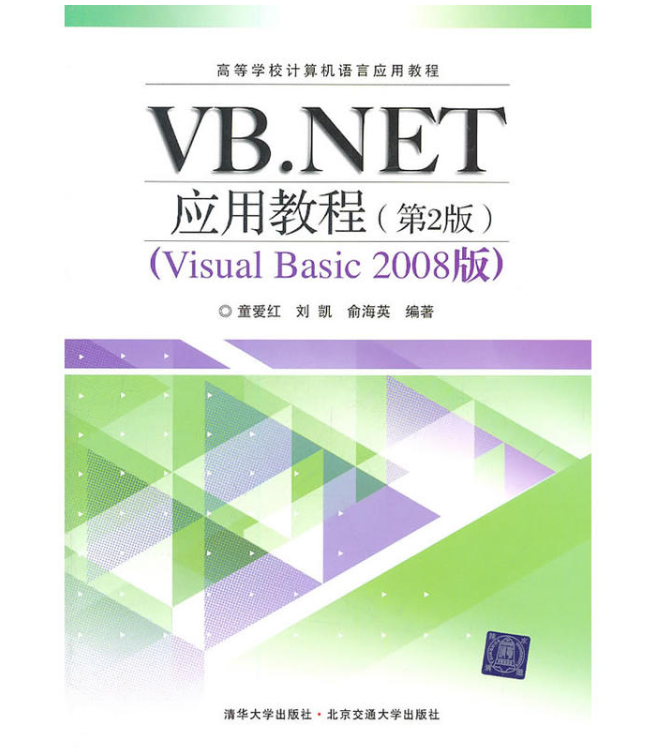 高等学校计算机语言应用教程
VB.NET
应用教程（第2版）
(Visual Basic 2008版)
◎ 童爱红 刘 凯 俞海英 编著
清华大学出版社·北京交通大学出版社